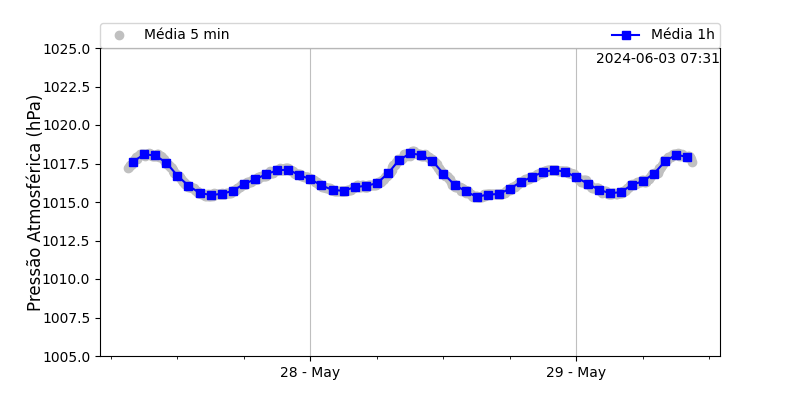 Média 5 min
Média 1h
2024-06-03 07:31
Pressão Atmosférica (hPa)
1025.0
1022.5
1020.0
1017.5
1015.0
1012.5
1010.0
1007.5
1005.0
28 - May
29 - May